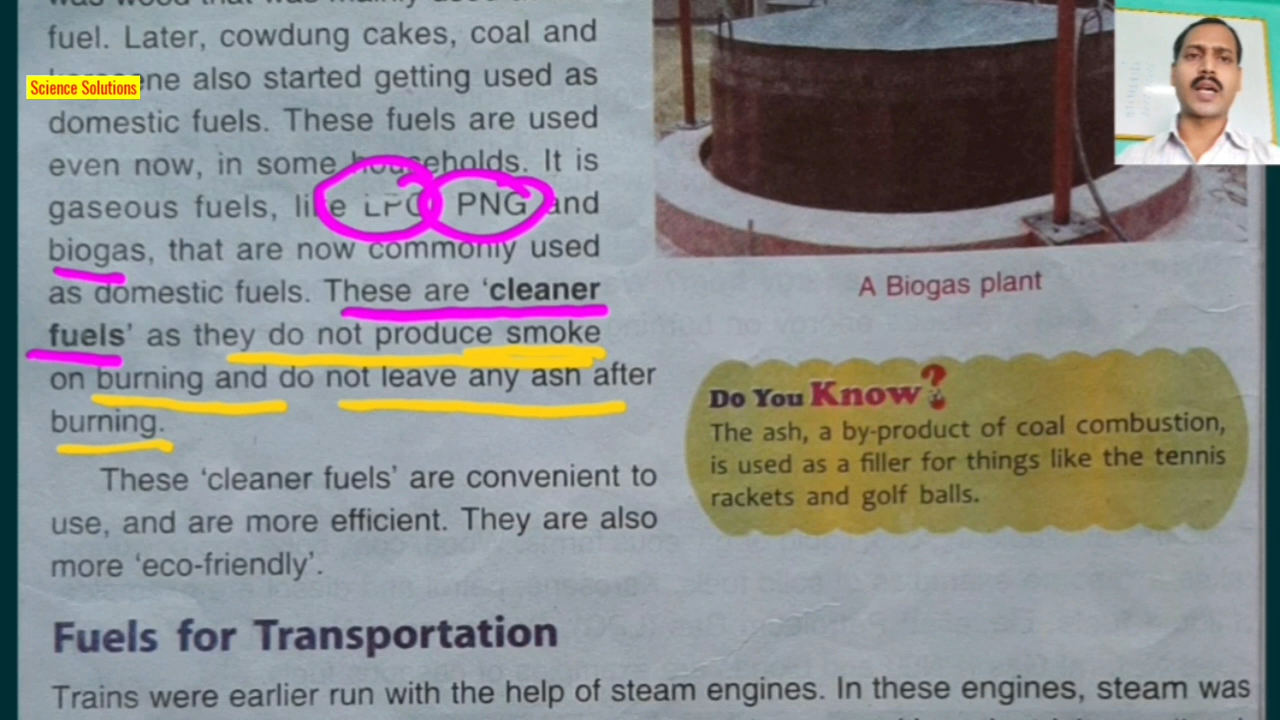 was wood that was mainly used
fuel. Later, cowdung cakes, coal and
Science Solutions
ene also started getting used as
domestic fuels. These fuels are used
even now, in some households. It is
gaseous fuels, like LPG PNG and
biogas, that are now commonly used
as domestic fuels. These are ‘cleaner
fuels’ as they do not produce smoke
on burning and do not leave any ash after
burning.
These ‘cleaner fuels’ are convenient to
use, and are more efficient. They are also
more ‘eco-friendly’.
A Biogas plant
Do You Know?
The ash, a by-product of coal combustion,
is used as a filler for things like the tennis
rackets and golf balls.
Fuels for Transportation
Trains were earlier run with the help of steam engines. In these engines, steam was